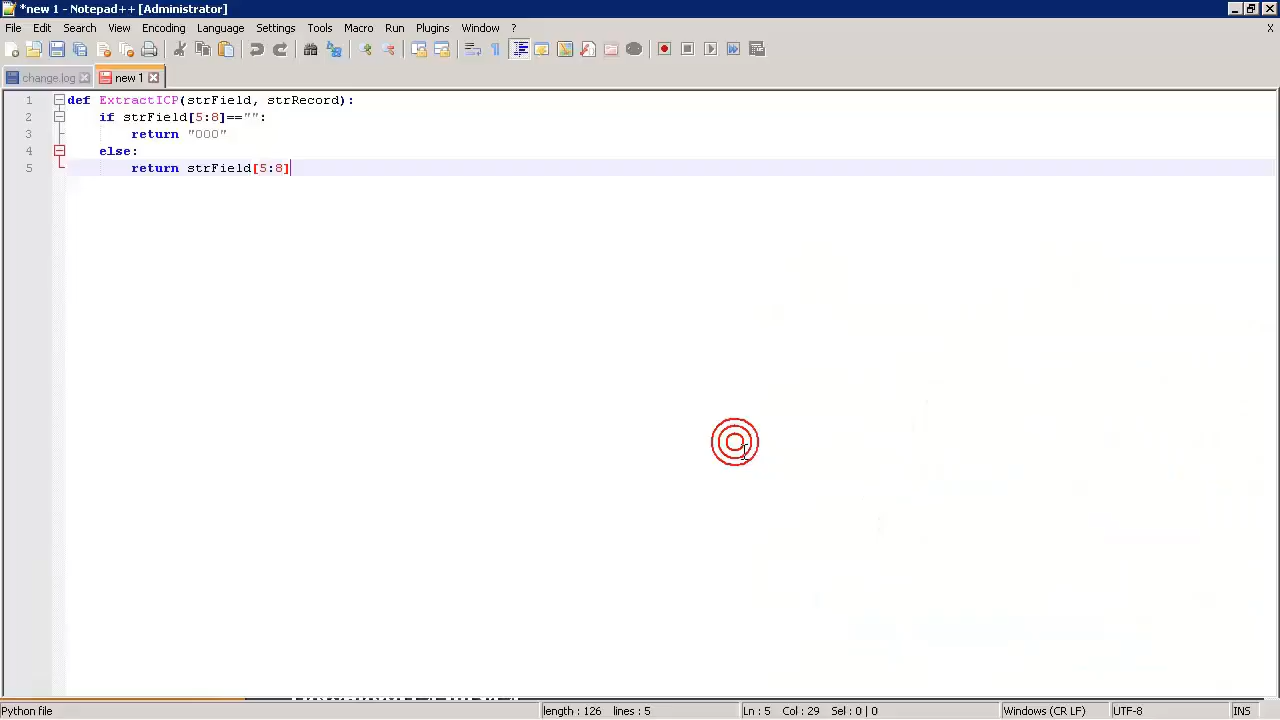 *new 1 - Notepad++ [Administrator]
File Edit Search View Encoding Language Settings Tools Macro Run Plugins Window ? X
change.log new 1
1 def ExtractICP(strField, strRecord):
2 if strField[5:8]=="":
3 return "000"
4 else:
5 return strField[5:8]
Python file length : 126 lines : 5 Ln : 5 Col : 29 Sel : 0 | 0 Windows (CR LF) UTF-8 INS